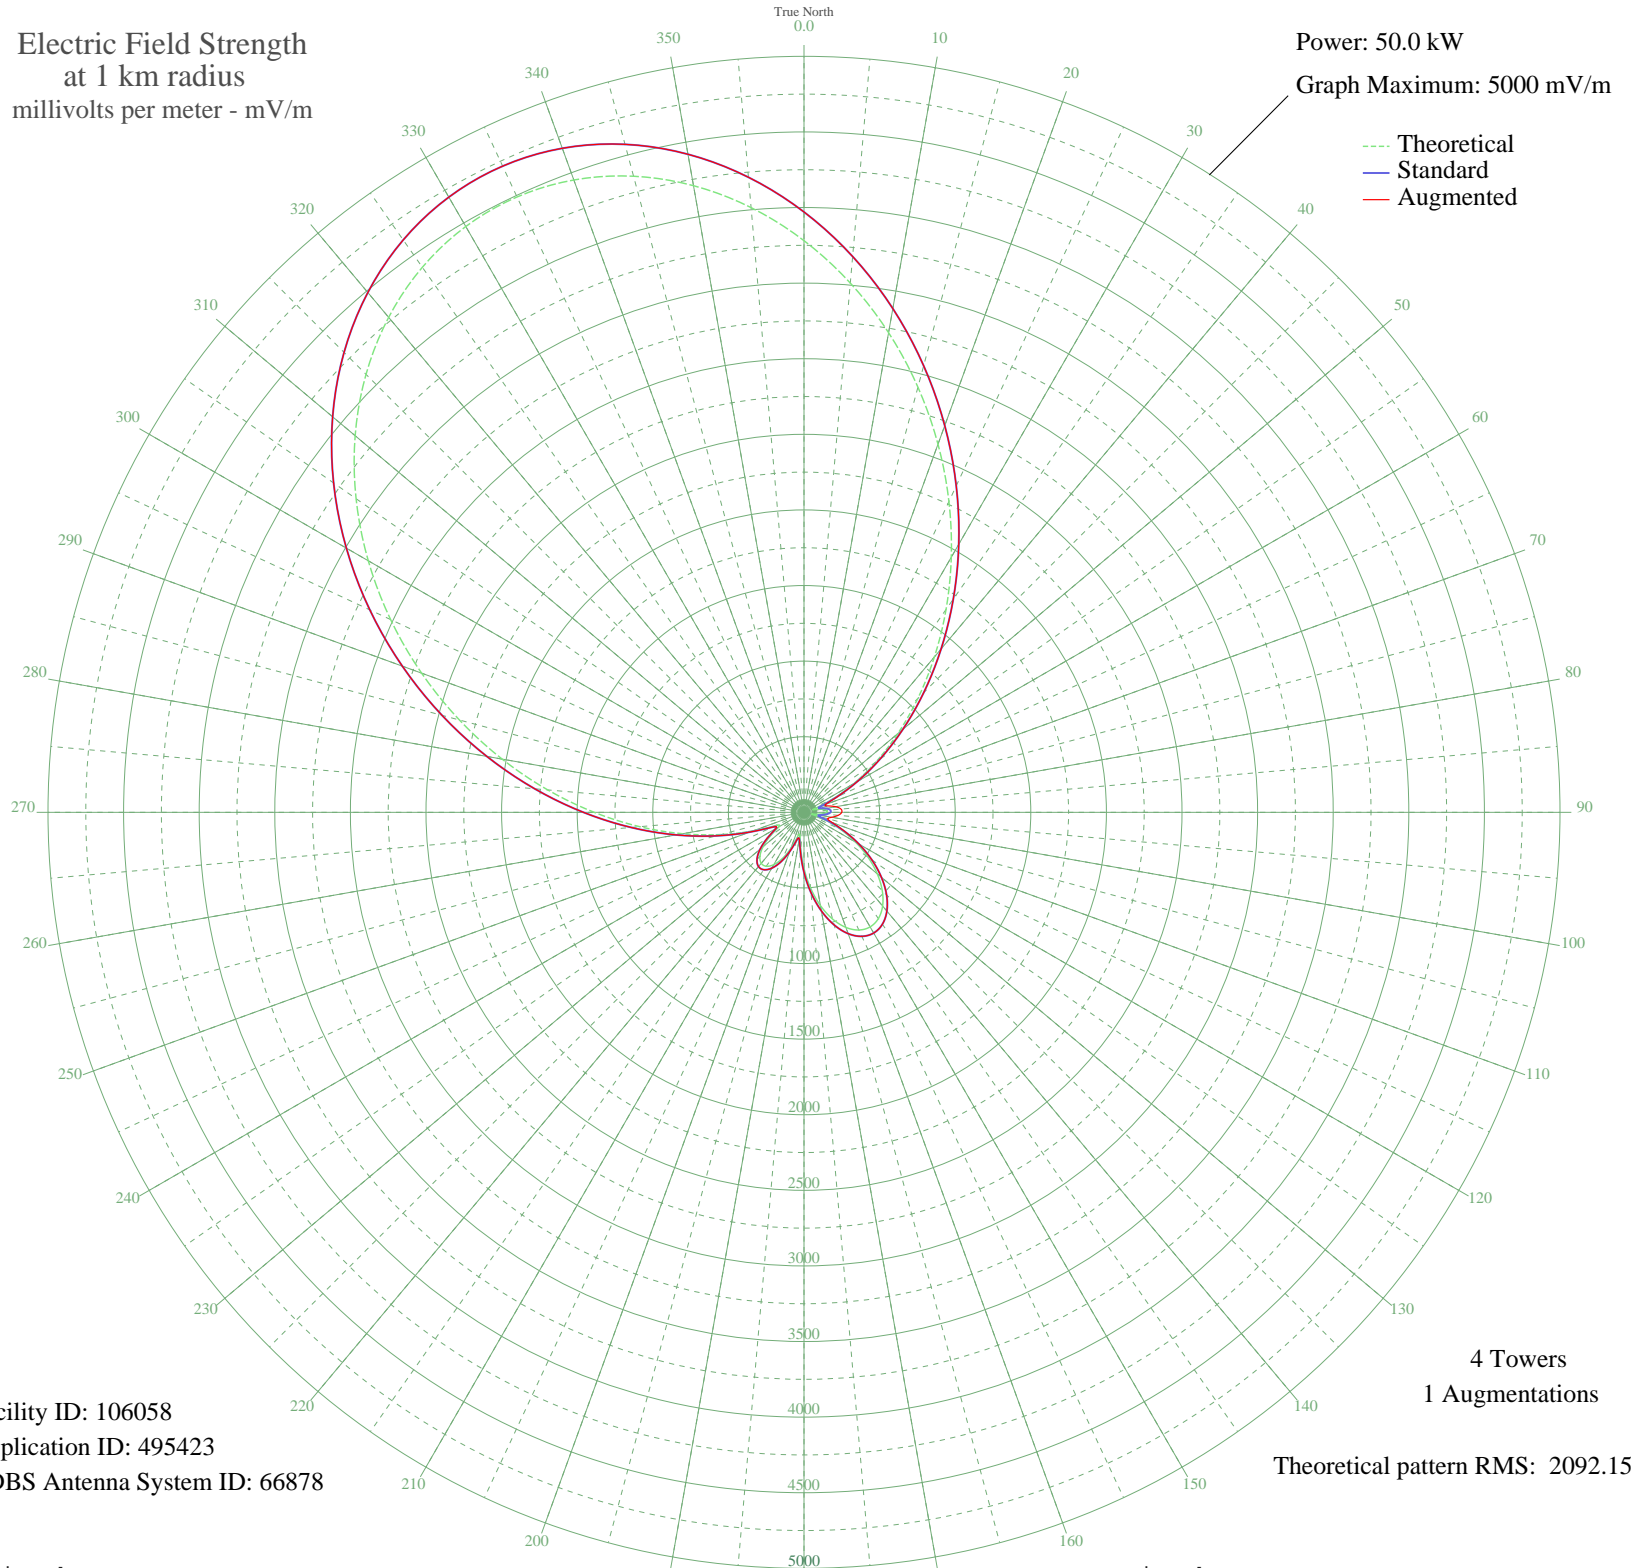 True North
0.0
Electric Field Strength
at 1 km radius
millivolts per meter - mV/m
Power: 50.0 kW
Graph Maximum: 5000 mV/m
Theoretical
Standard
Augmented
350
10
340
20
330
30
320
40
310
50
300
60
290
70
280
80
270
90
260
100
250
110
240
120
230
130
220
140
210
150
200
160
1000
1500
2000
2500
3000
3500
4000
4500
5000
4 Towers
1 Augmentations
Theoretical pattern RMS: 2092.15
cility ID: 106058
plication ID: 495423
DBS Antenna System ID: 66878